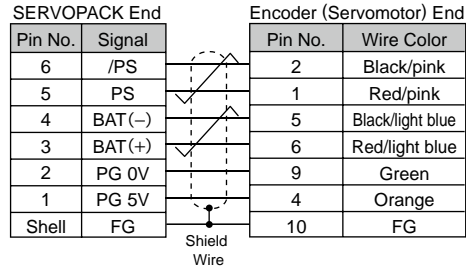 SERVOPACK End Encoder (Servomotor) End
Pin No. Signal Pin No. Wire Color
6 /PS 2 Black/pink
5 PS 1 Red/pink
4 BAT(−) 5 Black/light blue
3 BAT(+) 6 Red/light blue
2 PG 0V 9 Green
1 PG 5V 4 Orange
Shell FG 10 FG
Shield
Wire